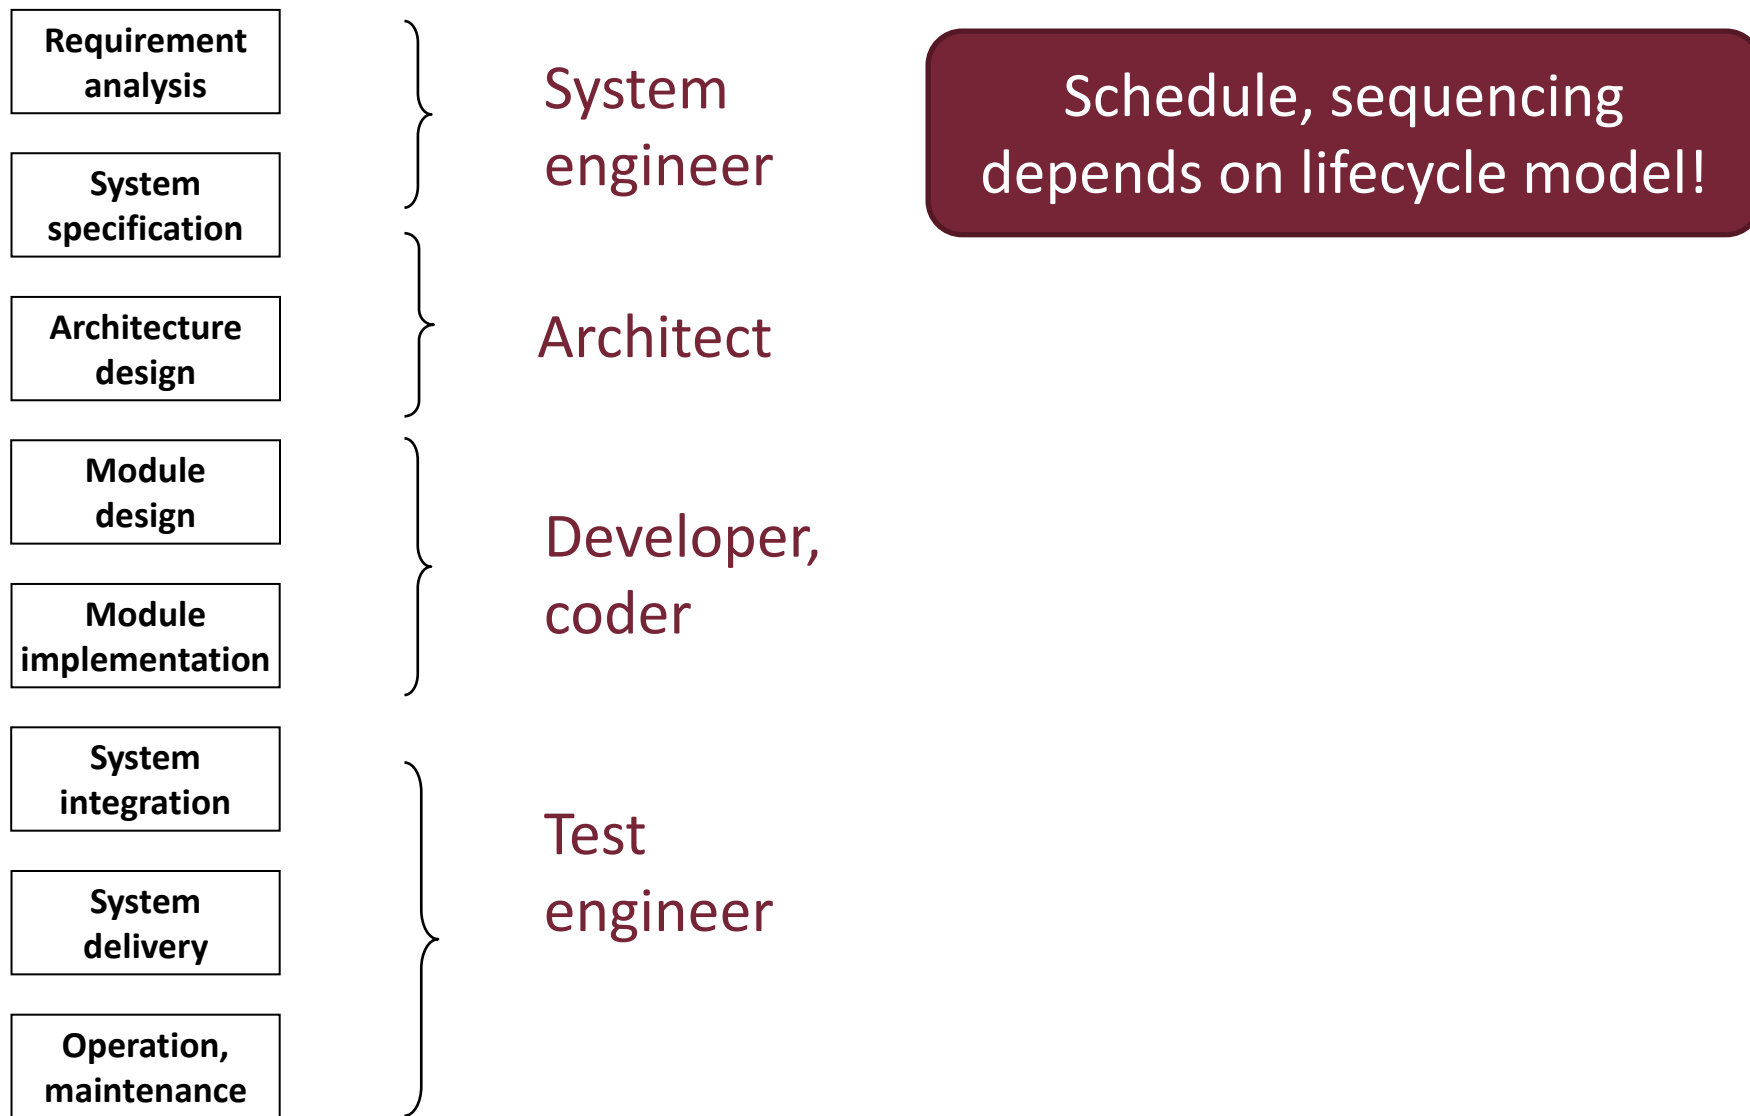 Requirement
analysis
System
specification
Architecture
design
Module
design
Module
implementation
System
integration
System
delivery
Operation,
maintenance
System
engineer
Architect
Developer,
coder
Test
engineer
Schedule, sequencing
depends on lifecycle model!